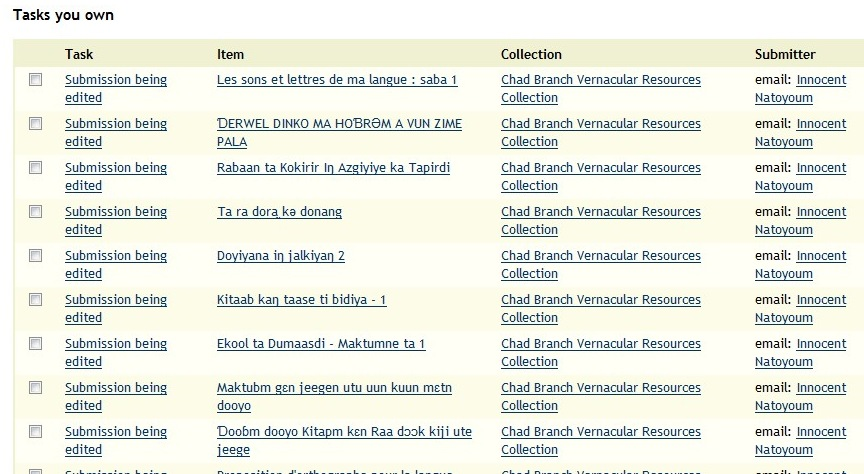 Tasks you own
Task Item Collection Submitter
Submission being edited Les sons et lettres de ma langue : saba 1 Chad Branch Vernacular Resources Collection email: Innocent Natoyoum
Submission being edited ƊERWEL DINKO MA HOƁRƏM A VUN ZIME PALA Chad Branch Vernacular Resources Collection email: Innocent Natoyoum
Submission being edited Rabaan ta Kokirir Iŋ Azgiyiye ka Tapirdi Chad Branch Vernacular Resources Collection email: Innocent Natoyoum
Submission being edited Ta ra dora̧ kə donang Chad Branch Vernacular Resources Collection email: Innocent Natoyoum
Submission being edited Doyiyana iŋ jalkiyaŋ 2 Chad Branch Vernacular Resources Collection email: Innocent Natoyoum
Submission being edited Kitaab kaŋ taase ti bidiya - 1 Chad Branch Vernacular Resources Collection email: Innocent Natoyoum
Submission being edited Ekool ta Dumaasdi - Maktumne ta 1 Chad Branch Vernacular Resources Collection email: Innocent Natoyoum
Submission being edited Maktubm gɛn jeegen utu uun kuun mɛtn dooyo Chad Branch Vernacular Resources Collection email: Innocent Natoyoum
Submission being edited Ɗooɓm dooyo Kitapm kɛn Raa dɔɔk kiji ute jeege Chad Branch Vernacular Resources Collection email: Innocent Natoyoum